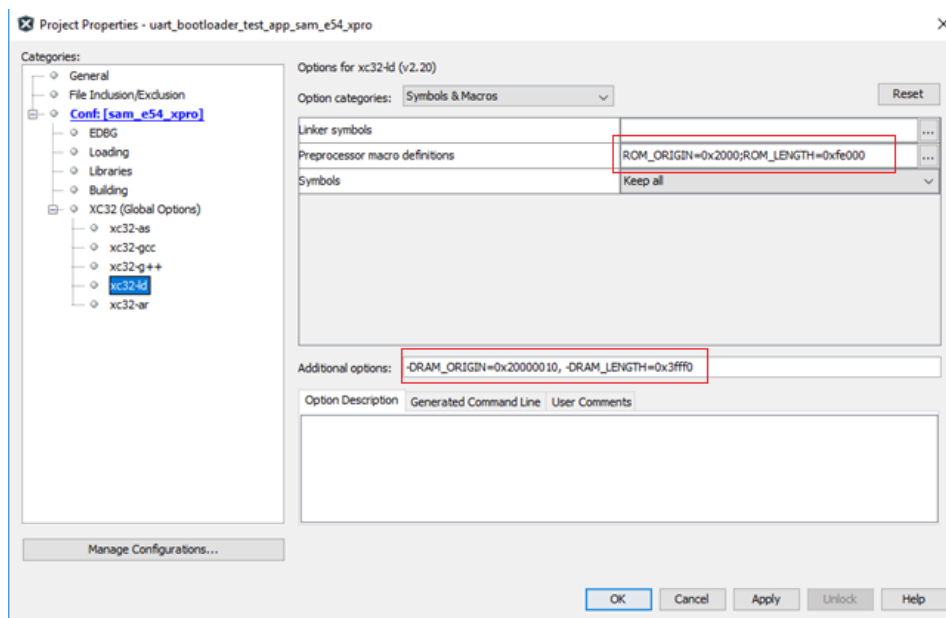 Project Properties - uart_bootloader_test_app_sam_e54_xpro
Categories:
General
File Inclusion/Exclusion
Conf: [sam_e54_xpro]
EDBG
Loading
Libraries
Building
XC32 (Global Options)
xc32-as
xc32-gcc
xc32-g++
xc32-ld
xc32-ar
Manage Configurations...
Options for xc32-ld (v2.20)
Option categories: Symbols & Macros
Reset
Linker symbols ...
Preprocessor macro definitions ROM_ORIGIN=0x2000;ROM_LENGTH=0xfe000 ...
Symbols Keep all
Additional options: -DRAM_ORIGIN=0x20000010, -DRAM_LENGTH=0x3fff0
Option Description Generated Command Line User Comments
OK Cancel Apply Unlock Help